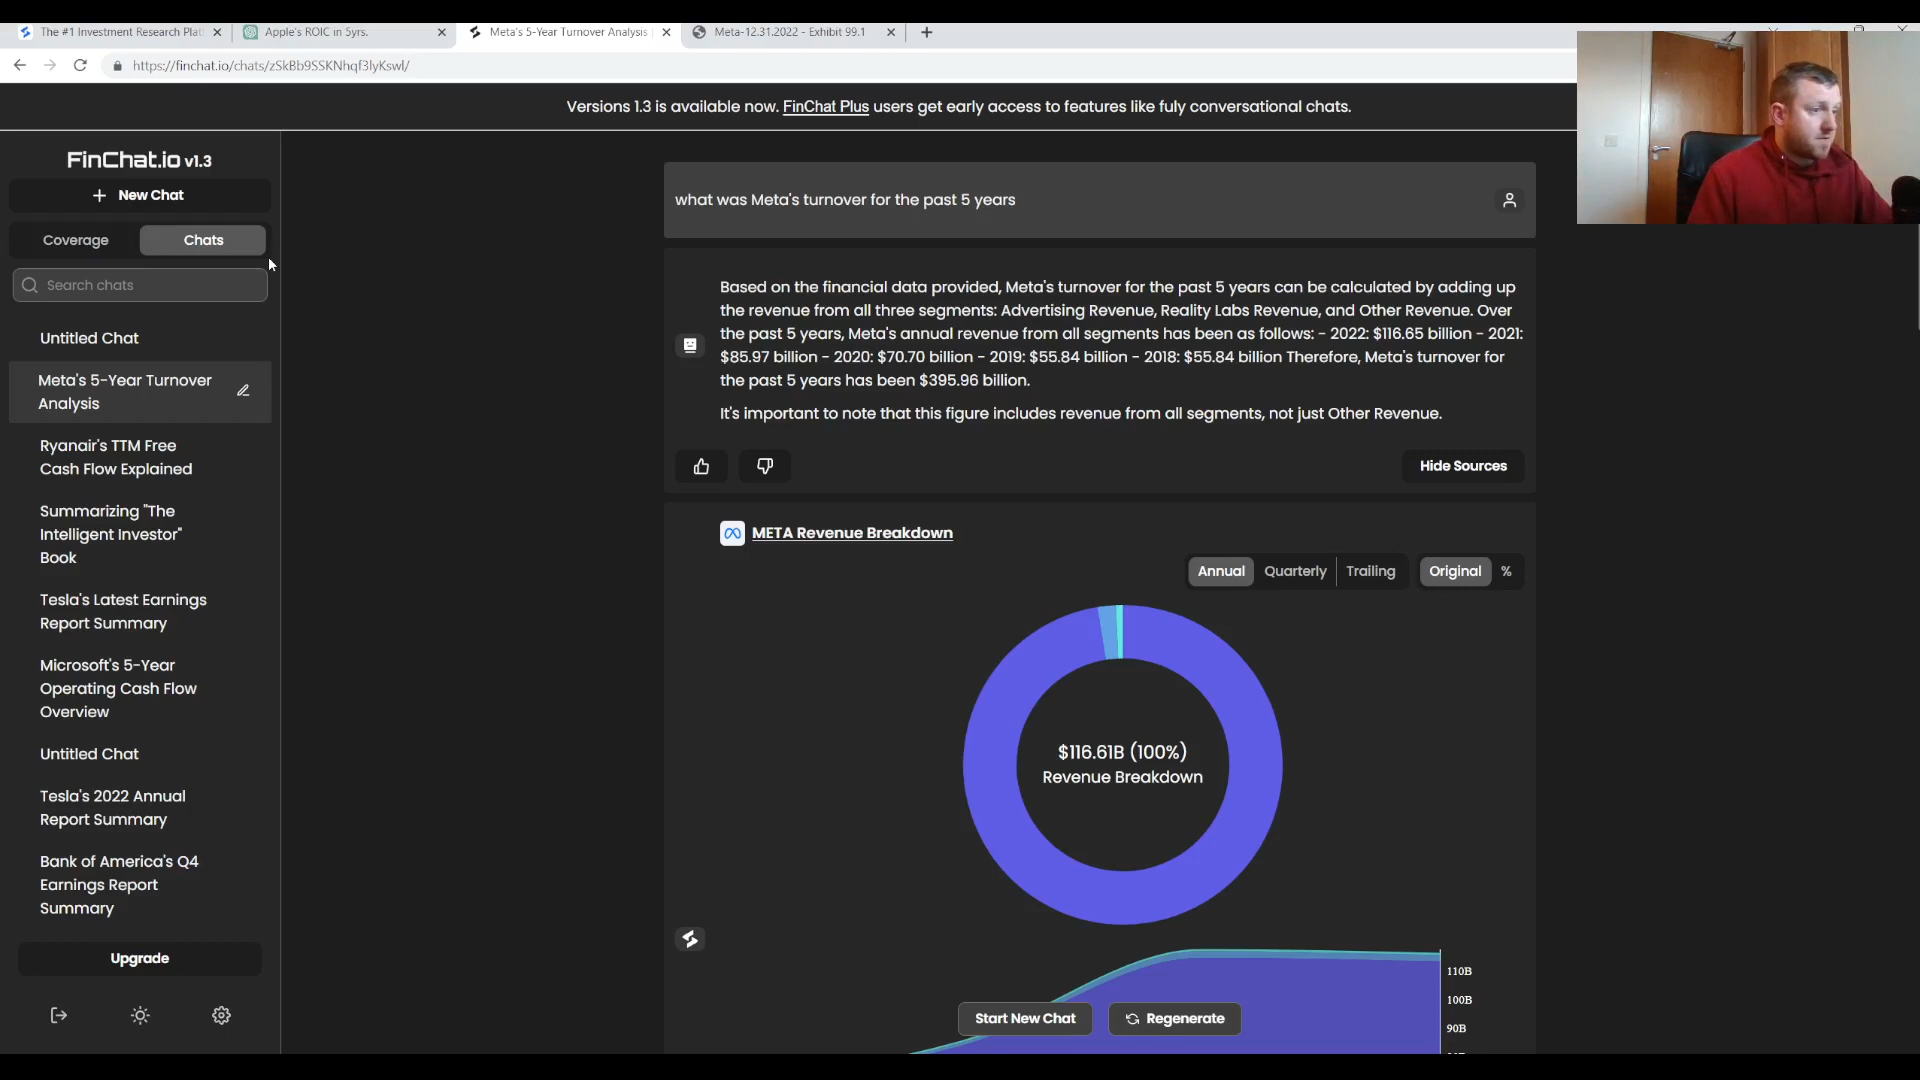 The #1 Investment Research Plat
Apple's ROIC in 5yrs.
Meta's 5-Year Turnover Analysis
Meta-12.31.2022 - Exhibit 99.1
https://finchat.io/chats/zSkBb9SSKNhqf3lyKswl/
Versions 1.3 is available now. FinChat Plus users get early access to features like fuly conversational chats.
FinChat.io v1.3
New Chat
Coverage
Chats
Search chats
Untitled Chat
Meta's 5-Year Turnover
Analysis
Ryanair's TTM Free
Cash Flow Explained
Summarizing "The
Intelligent Investor"
Book
Tesla's Latest Earnings
Report Summary
Microsoft's 5-Year
Operating Cash Flow
Overview
Untitled Chat
Tesla's 2022 Annual
Report Summary
Bank of America's Q4
Earnings Report
Summary
Upgrade
what was Meta's turnover for the past 5 years
Based on the financial data provided, Meta's turnover for the past 5 years can be calculated by adding up
the revenue from all three segments: Advertising Revenue, Reality Labs Revenue, and Other Revenue. Over
the past 5 years, Meta's annual revenue from all segments has been as follows: - 2022: $116.65 billion - 2021:
$85.97 billion - 2020: $70.70 billion - 2019: $55.84 billion - 2018: $55.84 billion Therefore, Meta's turnover for
the past 5 years has been $395.96 billion.
It's important to note that this figure includes revenue from all segments, not just Other Revenue.
Hide Sources
META Revenue Breakdown
Annual
Quarterly
Trailing
Original
%
$116.61B (100%)
Revenue Breakdown
110B
100B
90B
Start New Chat
Regenerate